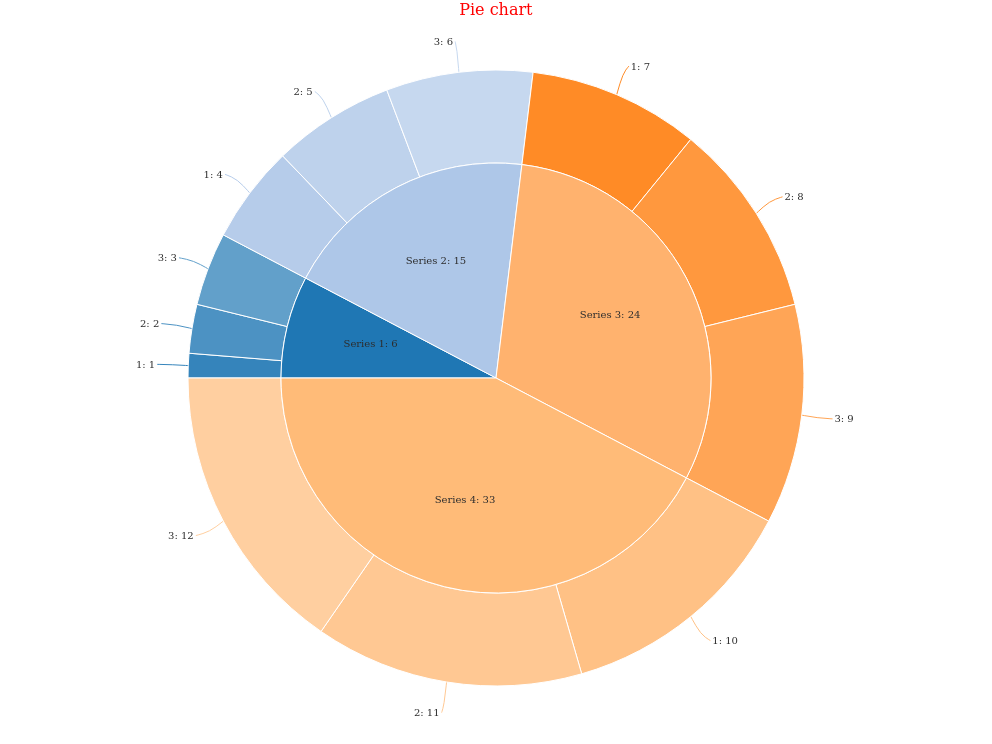 Pie chart
3: 6
1: 7
2: 5
1: 4
2: 8
3: 3
Series 2: 15
Series 3: 24
2: 2
Series 1: 6
1: 1
3: 9
Series 4: 33
3: 12
1: 10
2: 11